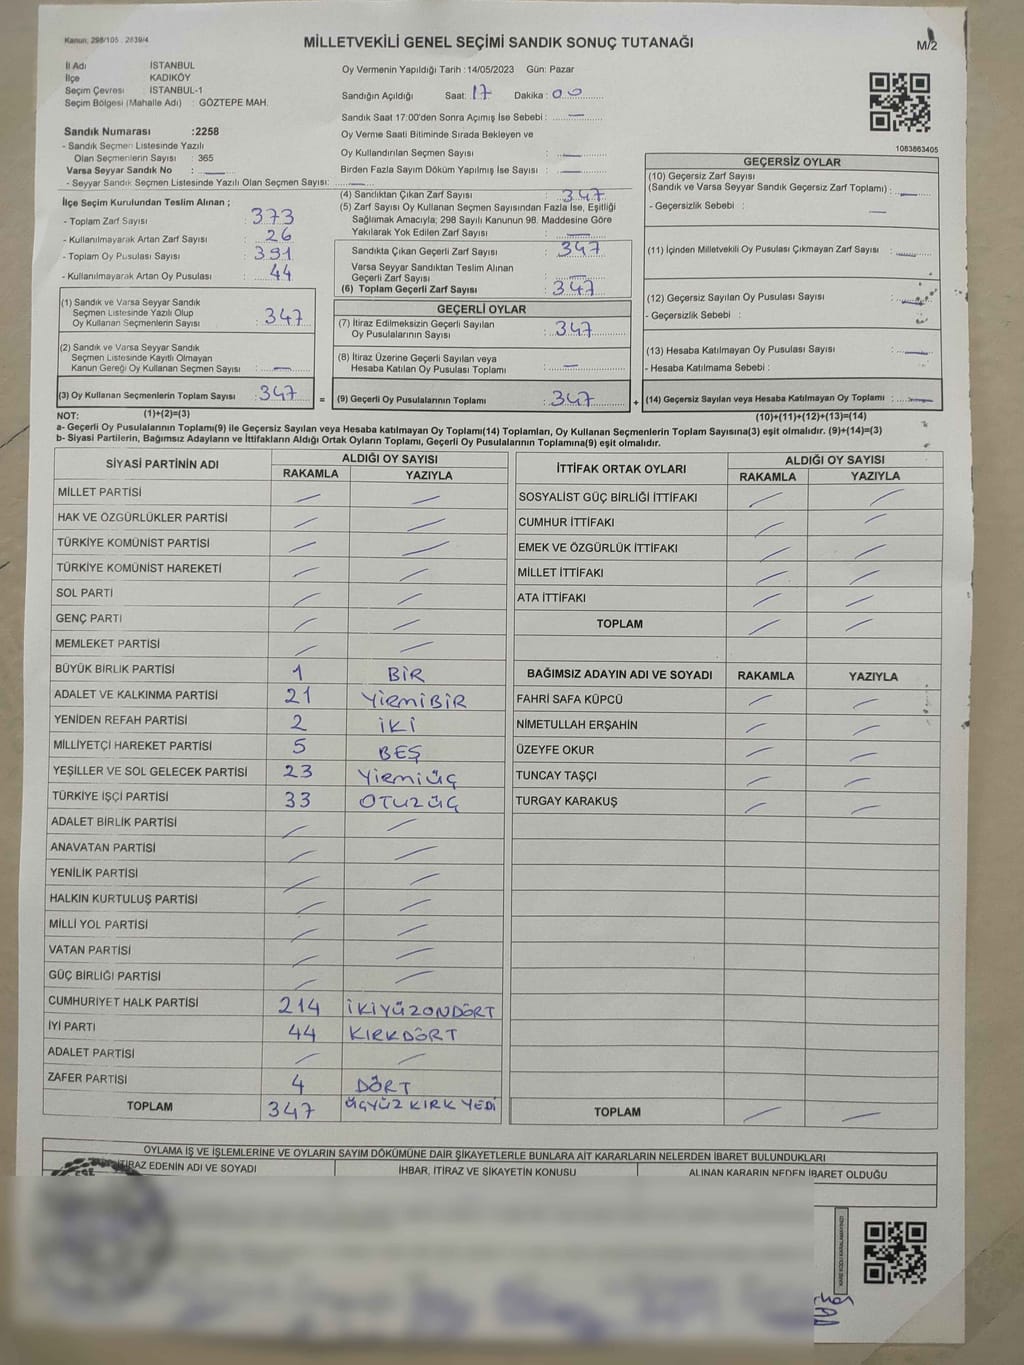 Kanun: 298/105 , 2839/4
MİLLETVEKİLİ GENEL SEÇİMİ SANDIK SONUÇ TUTANAĞI
M/2
İl Adı İSTANBUL
İlçe KADIKÖY
Seçim Çevresi : İSTANBUL-1
Seçim Bölgesi (Mahalle Adı) : GÖZTEPE MAH.
Oy Vermenin Yapıldığı Tarih :14/05/2023 Gün: Pazar
Sandığın Açıldığı Saat: 17 Dakika : 00
Sandık Saat 17:00'den Sonra Açımış İse Sebebi : —
Oy Verme Saati Bitiminde Sırada Bekleyen ve
Oy Kullandırılan Seçmen Sayısı : —
Birden Fazla Sayım Döküm Yapılmış İse Sayısı : —
1083863405
Sandık Numarası :2258
- Sandık Seçmen Listesinde Yazılı
Olan Seçmenlerin Sayısı : 365
Varsa Seyyar Sandık No : —
- Seyyar Sandık Seçmen Listesinde Yazılı Olan Seçmen Sayısı: —
İlçe Seçim Kurulundan Teslim Alınan ;
- Toplam Zarf Sayısı : 373
- Kullanılmayarak Artan Zarf Sayısı : 26
- Toplam Oy Pusulası Sayısı : 391
- Kullanılmayarak Artan Oy Pusulası : 44
(1) Sandık ve Varsa Seyyar Sandık
Seçmen Listesinde Yazılı Olup
Oy Kullanan Seçmenlerin Sayısı : 347
(2) Sandık ve Varsa Seyyar Sandık
Seçmen Listesinde Kayıtlı Olmayan
Kanun Gereği Oy Kullanan Seçmen Sayısı : —
(3) Oy Kullanan Seçmenlerin Toplam Sayısı : 347
(4) Sandıktan Çıkan Zarf Sayısı : 347
(5) Zarf Sayısı Oy Kullanan Seçmen Sayısından Fazla İse, Eşitliği
Sağlamak Amacıyla; 298 Sayılı Kanunun 98. Maddesine Göre
Yakılarak Yok Edilen Zarf Sayısı : —
Sandıkta Çıkan Geçerli Zarf Sayısı : 347
Varsa Seyyar Sandıktan Teslim Alınan
Geçerli Zarf Sayısı : —
(6) Toplam Geçerli Zarf Sayısı : 347
GEÇERLİ OYLAR
(7) İtiraz Edilmeksizin Geçerli Sayılan
Oy Pusulalarının Sayısı : 347
(8) İtiraz Üzerine Geçerli Sayılan veya
Hesaba Katılan Oy Pusulası Toplamı : —
= (9) Geçerli Oy Pusulalarının Toplamı : 347
GEÇERSİZ OYLAR
(10) Geçersiz Zarf Sayısı
(Sandık ve Varsa Seyyar Sandık Geçersiz Zarf Toplamı) : —
- Geçersizlik Sebebi : —
(11) İçinden Milletvekili Oy Pusulası Çıkmayan Zarf Sayısı : —
(12) Geçersiz Sayılan Oy Pusulası Sayısı : —
- Geçersizlik Sebebi :
(13) Hesaba Katılmayan Oy Pusulası Sayısı : —
- Hesaba Katılmama Sebebi :
+ (14) Geçersiz Sayılan veya Hesaba Katılmayan Oy Toplamı : —
NOT: (1)+(2)=(3)
(10)+(11)+(12)+(13)=(14)
a- Geçerli Oy Pusulasının Toplamı(9) ile Geçersiz Sayılan veya Hesaba katılmayan Oy Toplamı(14) Toplamları, Oy Kullanan Seçmenlerin Toplam Sayısına(3) eşit olmalıdır. (9)+(14)=(3)
b- Siyasi Partilerin, Bağımsız Adayların ve İttifakların Aldığı Ortak Oyların Toplamı, Geçerli Oy Pusulalarının Toplamına(9) eşit olmalıdır.
SİYASİ PARTİNİN ADI
ALDIĞI OY SAYISI
RAKAMLA YAZIYLA
MİLLET PARTİSİ
HAK VE ÖZGÜRLÜKLER PARTİSİ
TÜRKİYE KOMÜNİST PARTİSİ
TÜRKİYE KOMÜNİST HAREKETİ
SOL PARTİ
GENÇ PARTİ
MEMLEKET PARTİSİ
BÜYÜK BİRLİK PARTİSİ 1 BİR
ADALET VE KALKINMA PARTİSİ 21 YİRMİBİR
YENİDEN REFAH PARTİSİ 2 İKİ
MİLLİYETÇİ HAREKET PARTİSİ 5 BEŞ
YEŞİLLER VE SOL GELECEK PARTİSİ 23 YİRMİÜÇ
TÜRKİYE İŞÇİ PARTİSİ 33 OTUZÜÇ
ADALET BİRLİK PARTİSİ
ANAVATAN PARTİSİ
YENİLİK PARTİSİ
HALKIN KURTULUŞ PARTİSİ
MİLLİ YOL PARTİSİ
VATAN PARTİSİ
GÜÇ BİRLİĞİ PARTİSİ
CUMHURİYET HALK PARTİSİ 214 İKİYÜZONDÖRT
İYİ PARTİ 44 KIRKDÖRT
ADALET PARTİSİ
ZAFER PARTİSİ 4 DÖRT
TOPLAM 347 ÜÇYÜZ KIRK YEDİ
İTTİFAK ORTAK OYLARI
ALDIĞI OY SAYISI
RAKAMLA YAZIYLA
SOSYALİST GÜÇ BİRLİĞİ İTTİFAKI
CUMHUR İTTİFAKI
EMEK VE ÖZGÜRLÜK İTTİFAKI
MİLLET İTTİFAKI
ATA İTTİFAKI
TOPLAM
BAĞIMSIZ ADAYIN ADI VE SOYADI RAKAMLA YAZIYLA
FAHRİ SAFA KÜPCÜ
NİMETULLAH ERŞAHİN
ÜZEYFE OKUR
TUNCAY TAŞÇI
TURGAY KARAKUŞ
TOPLAM
OYLAMA İŞ VE İŞLEMLERİNE VE OYLARIN SAYIM DÖKÜMÜNE DAİR ŞİKAYETLERLE BUNLARA AİT KARARLARIN NELERDEN İBARET BULUNDUKLARI
İTİRAZ EDENİN ADI VE SOYADI
İHBAR, İTİRAZ VE ŞİKAYETİN KONUSU
ALINAN KARARIN NEDEN İBARET OLDUĞU